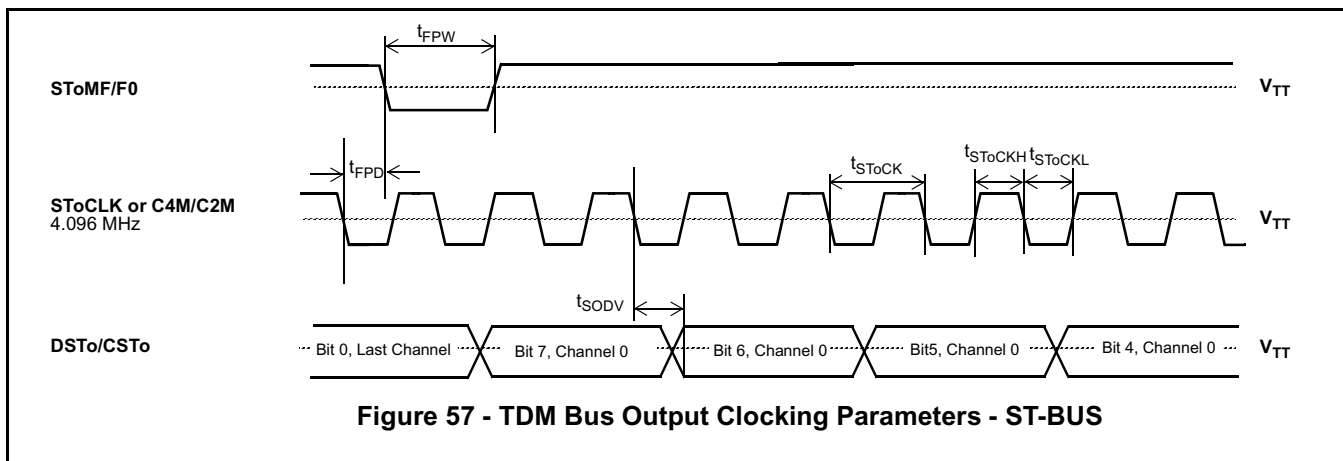 tFPW
SToMF/F0
VTT
tFPD
tSToCK
tSToCKH
tSToCKL
SToCLK or C4M/C2M
4.096 MHz
VTT
tSODV
DSTo/CSTo
Bit 0, Last Channel
Bit 7, Channel 0
Bit 6, Channel 0
Bit5, Channel 0
Bit 4, Channel 0
VTT
Figure 57 - TDM Bus Output Clocking Parameters - ST-BUS